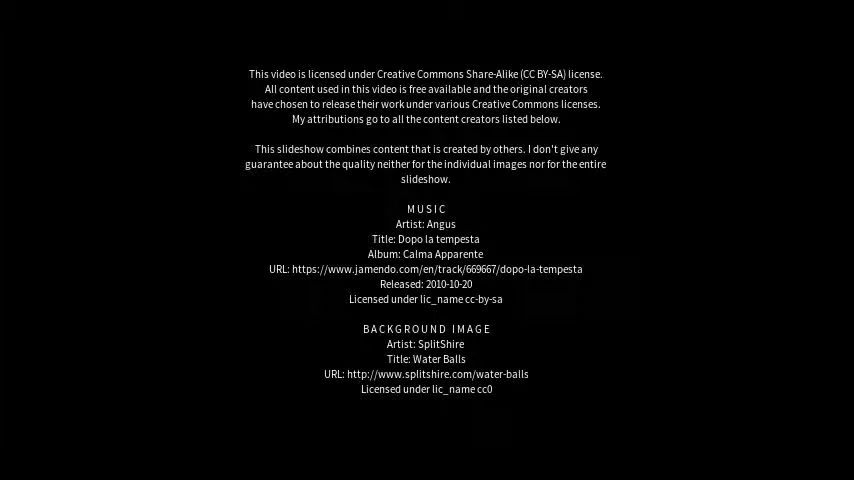 This video is licensed under Creative Commons Share-Alike (CC BY-SA) license.
All content used in this video is free available and the original creators
have chosen to release their work under various Creative Commons licenses.
My attributions go to all the content creators listed below.
This slideshow combines content that is created by others. I don't give any
guarantee about the quality neither for the individual images nor for the entire
slideshow.
MUSIC
Artist: Angus
Title: Dopo la tempesta
Album: Calma Apparente
URL: https://www.jamendo.com/en/track/669667/dopo-la-tempesta
Released: 2010-10-20
Licensed under lic_name cc-by-sa
BACKGROUND IMAGE
Artist: SplitShire
Title: Water Balls
URL: http://www.splitshire.com/water-balls
Licensed under lic_name cc0